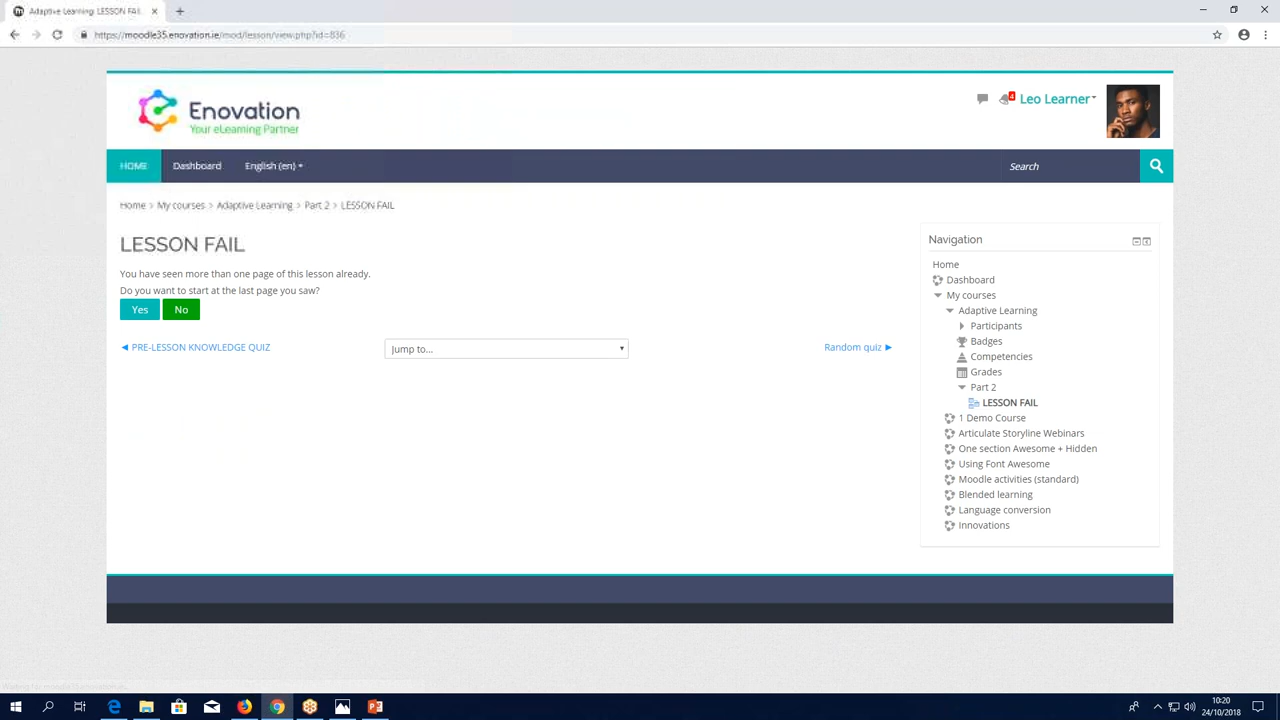 Adaptive Learning: LESSON FAIL
https://moodle35.enovation.ie/mod/lesson/view.php?id=836
Enovation
Your eLearning Partner
4
Leo Learner
HOME
Dashboard
English (en)
Search
Home > My courses > Adaptive Learning > Part 2 > LESSON FAIL
LESSON FAIL
You have seen more than one page of this lesson already.
Do you want to start at the last page you saw?
Yes
No
◄ PRE-LESSON KNOWLEDGE QUIZ
Jump to...
Random quiz ►
Navigation
Home
Dashboard
My courses
Adaptive Learning
Participants
Badges
Competencies
Grades
Part 2
LESSON FAIL
1 Demo Course
Articulate Storyline Webinars
One section Awesome + Hidden
Using Font Awesome
Moodle activities (standard)
Blended learning
Language conversion
Innovations
10:20
24/10/2018